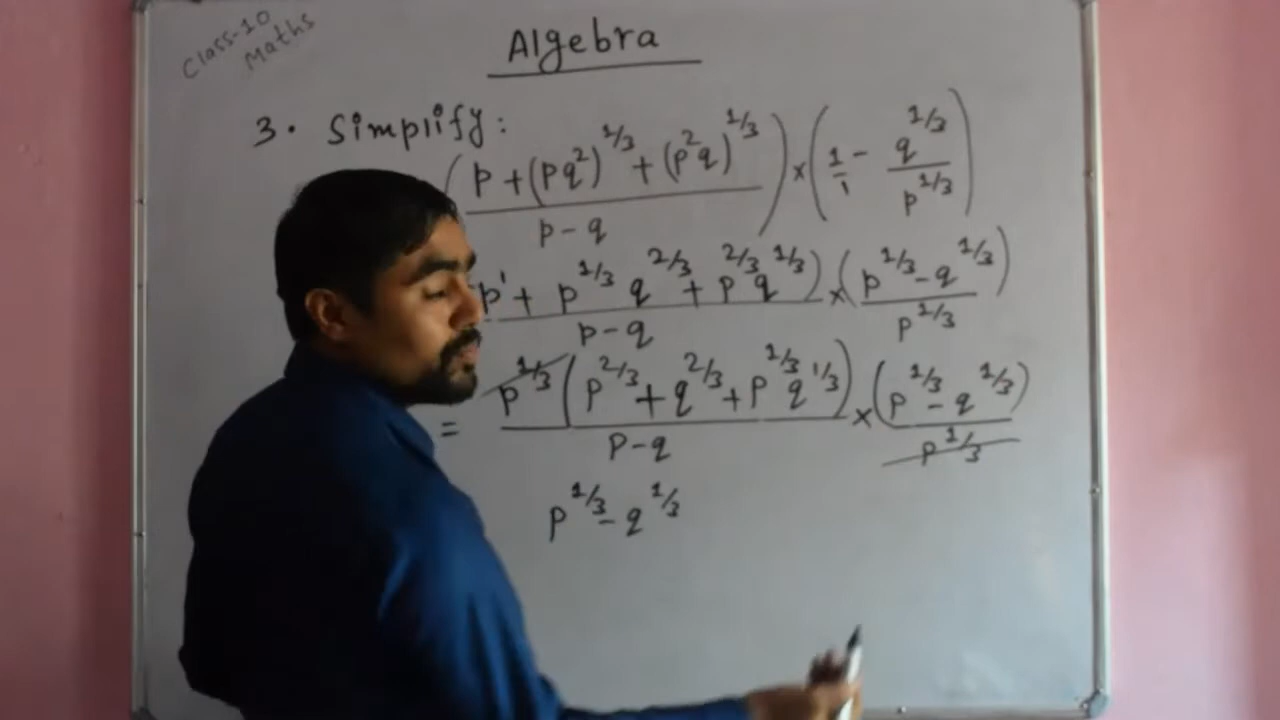 Class-10
Maths
Algebra
3. Simplify:
(p + (pq²)^1/3 + (p²q)^1/3 / p - q) × (1/1 - q^1/3 / p^1/3)
p¹ + p^1/3 q^2/3 + p^2/3 q^1/3) / p - q × (p^1/3 - q^1/3 / p^1/3)
= p^1/3 (p^2/3 + q^2/3 + p^1/3 q^1/3) / p - q × (p^1/3 - q^1/3) / p^1/3
p^1/3 - q^1/3